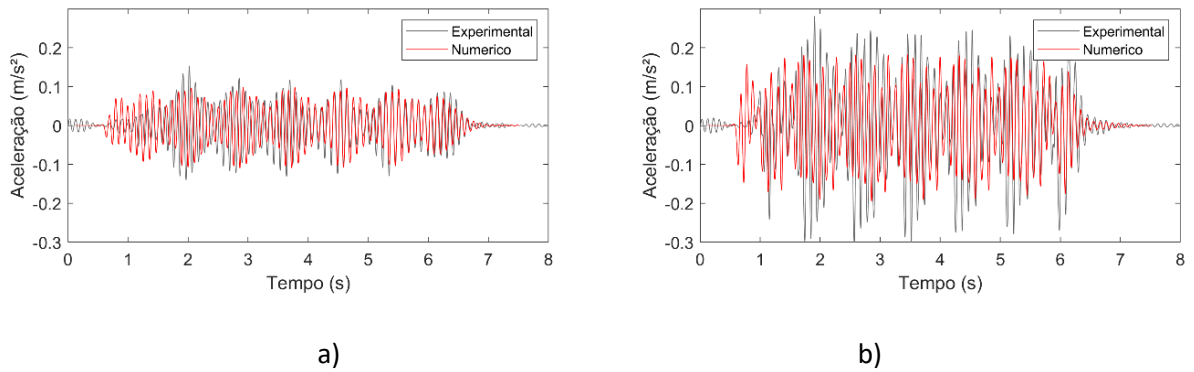 Aceleração (m/s²)
0.2
0.1
0
-0.1
-0.2
-0.3
0 1 2 3 4 5 6 7 8
Tempo (s)
Experimental
Numerico
a)
Aceleração (m/s²)
0.2
0.1
0
-0.1
-0.2
-0.3
0 1 2 3 4 5 6 7 8
Tempo (s)
Experimental
Numerico
b)